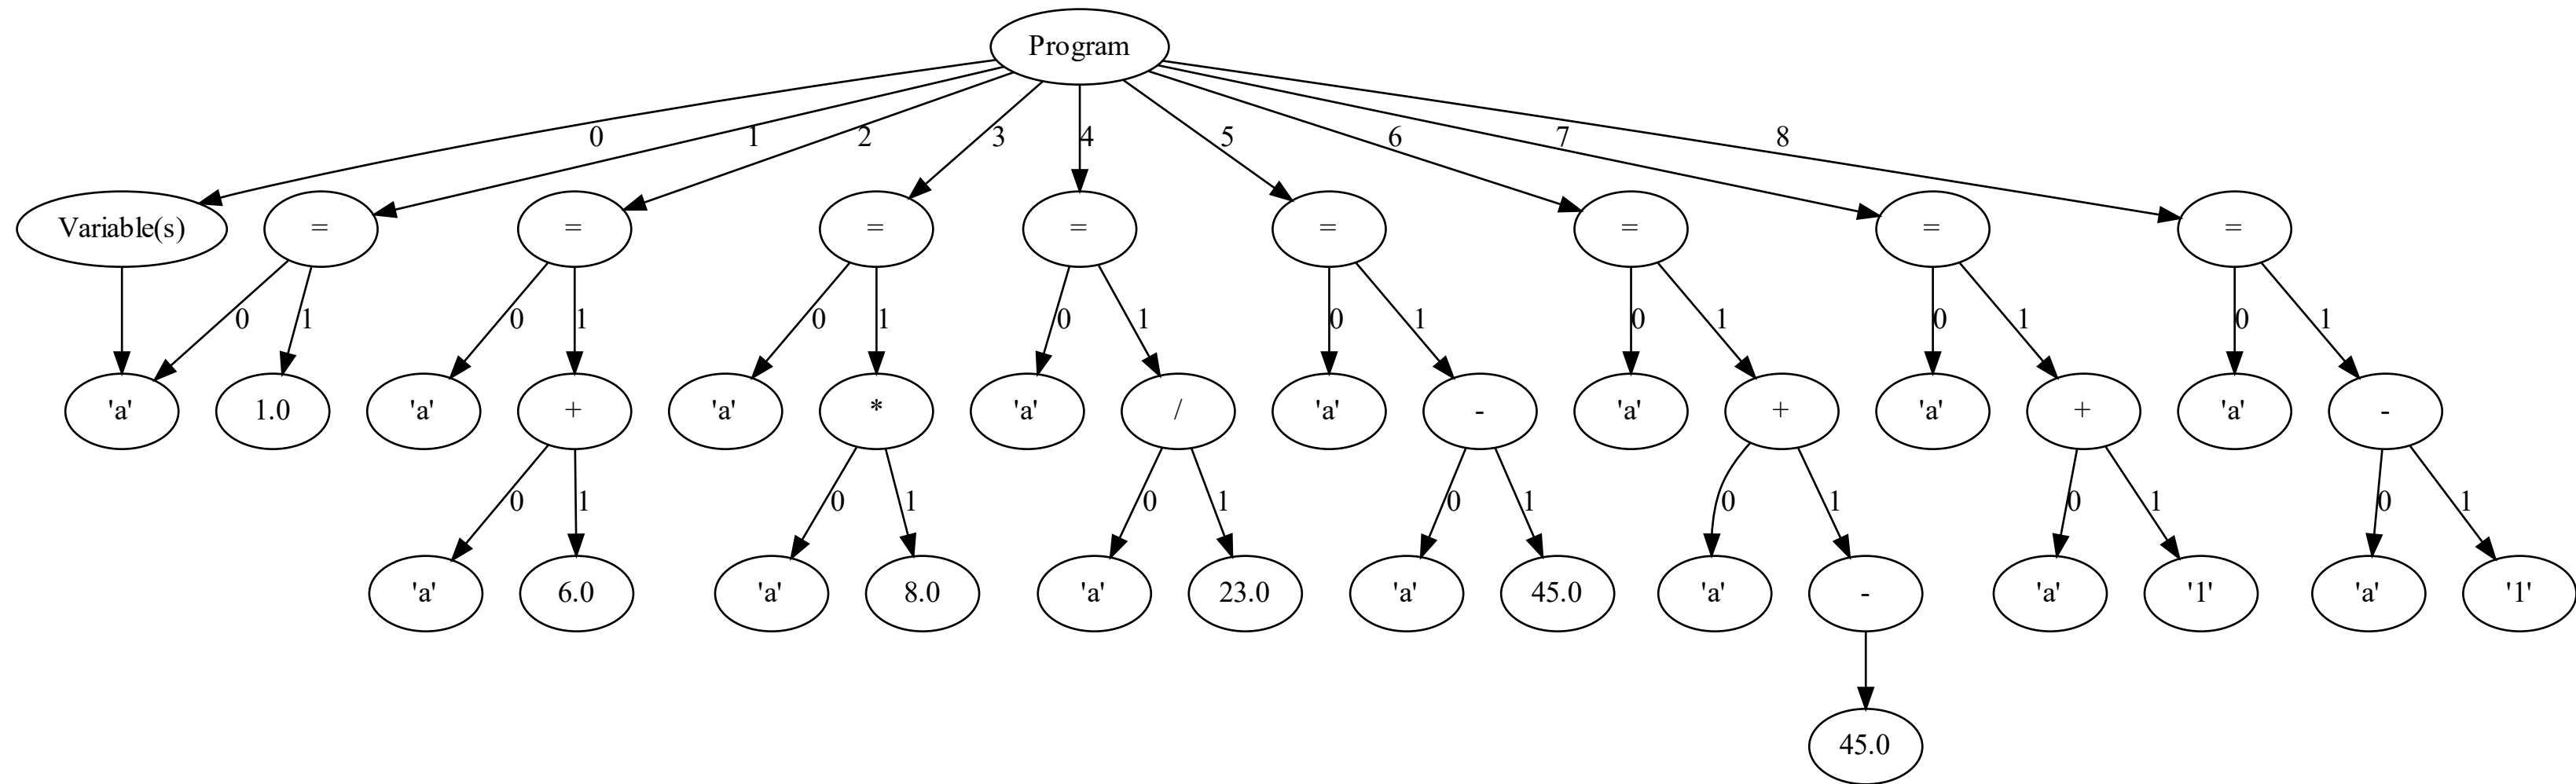 Program
0 1 2 3 4 5 6 7 8
Variable(s) = = = = = = = =
0 1 0 1 0 1 0 1 0 1 0 1 0 1 0 1
'a' 1.0 'a' + 'a' * 'a' / 'a' - 'a' + 'a' + 'a' -
0 1 0 1 0 1 0 1 0 1 0 1 0 1
'a' 6.0 'a' 8.0 'a' 23.0 'a' 45.0 'a' - 'a' '1' 'a' '1'
45.0